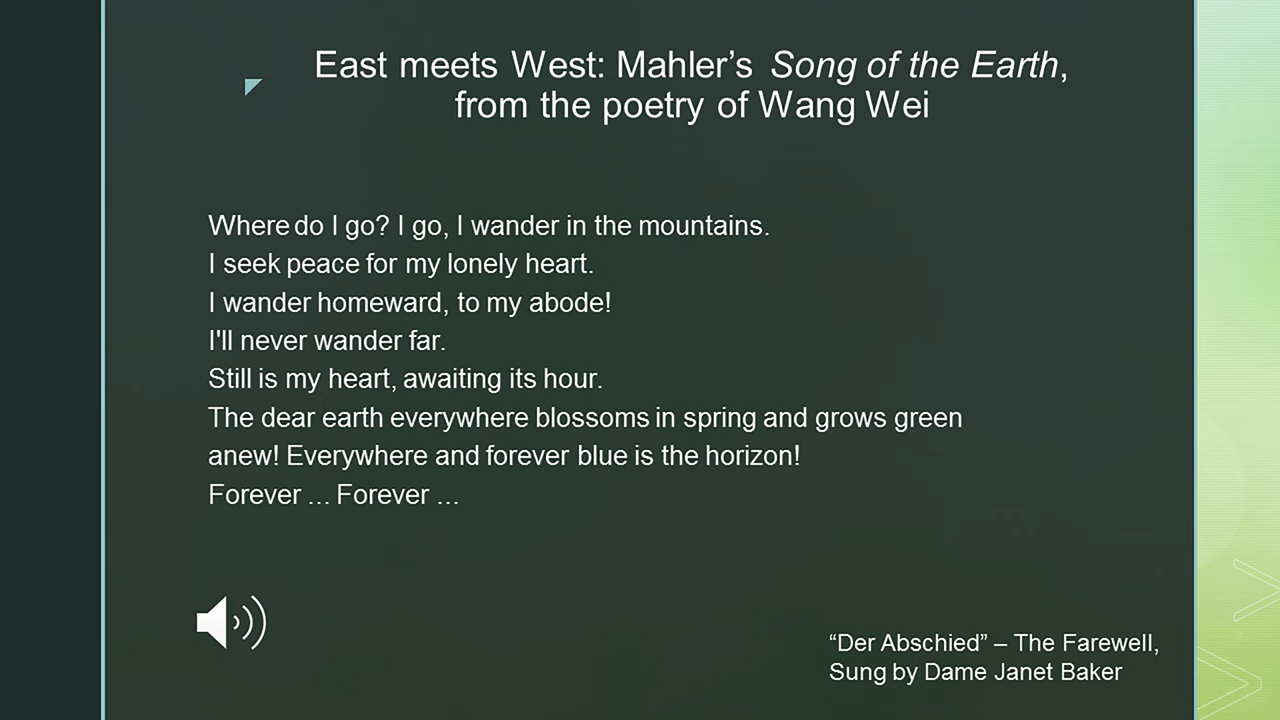 East meets West: Mahler’s Song of the Earth,
from the poetry of Wang Wei
Where do I go? I go, I wander in the mountains.
I seek peace for my lonely heart.
I wander homeward, to my abode!
I'll never wander far.
Still is my heart, awaiting its hour.
The dear earth everywhere blossoms in spring and grows green
anew! Everywhere and forever blue is the horizon!
Forever ... Forever ...
“Der Abschied” – The Farewell,
Sung by Dame Janet Baker